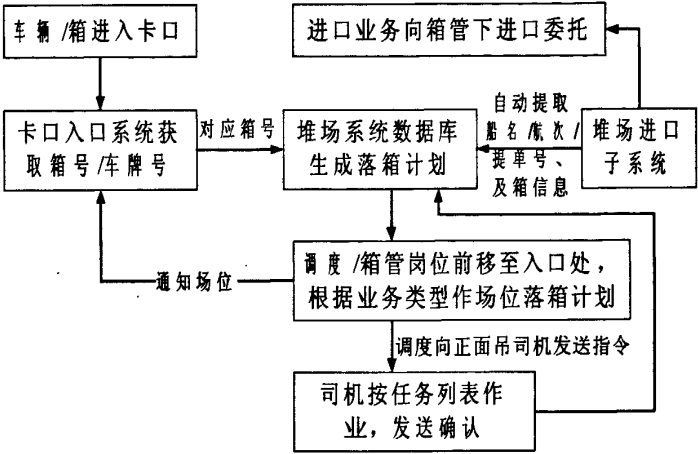 车辆/箱进入卡口
进口业务向箱管下进口委托
卡口入口系统获
取箱号/车牌号
对应箱号
堆场系统数据库
生成落箱计划
自动提取
船名/航次/
提单号、
及箱信息
堆场进口
子系统
通知场位
调度/箱管岗位前移至入口处，
根据业务类型作场位落箱计划
调度向正面吊司机发送指令
司机按任务列表作
业，发送确认